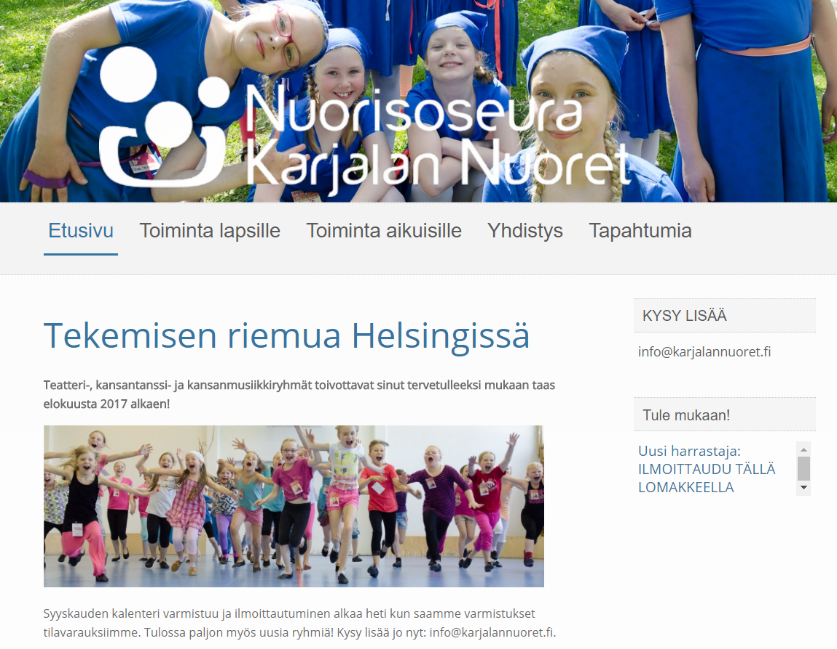 Nuorisoseura
Karjalan Nuoret
Etusivu Toiminta lapsille Toiminta aikuisille Yhdistys Tapahtumia
Tekemisen riemua Helsingissä
Teatteri-, kansantanssi- ja kansanmusiikkiryhmät toivottavat sinut tervetulleeksi mukaan taas
elokuusta 2017 alkaen!
Syyskauden kalenteri varmistuu ja ilmoittautuminen alkaa heti kun saamme varmistukset
tilavarauksiimme. Tulossa paljon myös uusia ryhmiä! Kysy lisää jo nyt: info@karjalannuoret.fi.
KYSY LISÄÄ
info@karjalannuoret.fi
Tule mukaan!
Uusi harrastaja:
ILMOITTAUDU TÄLLÄ
LOMAKKEELLA